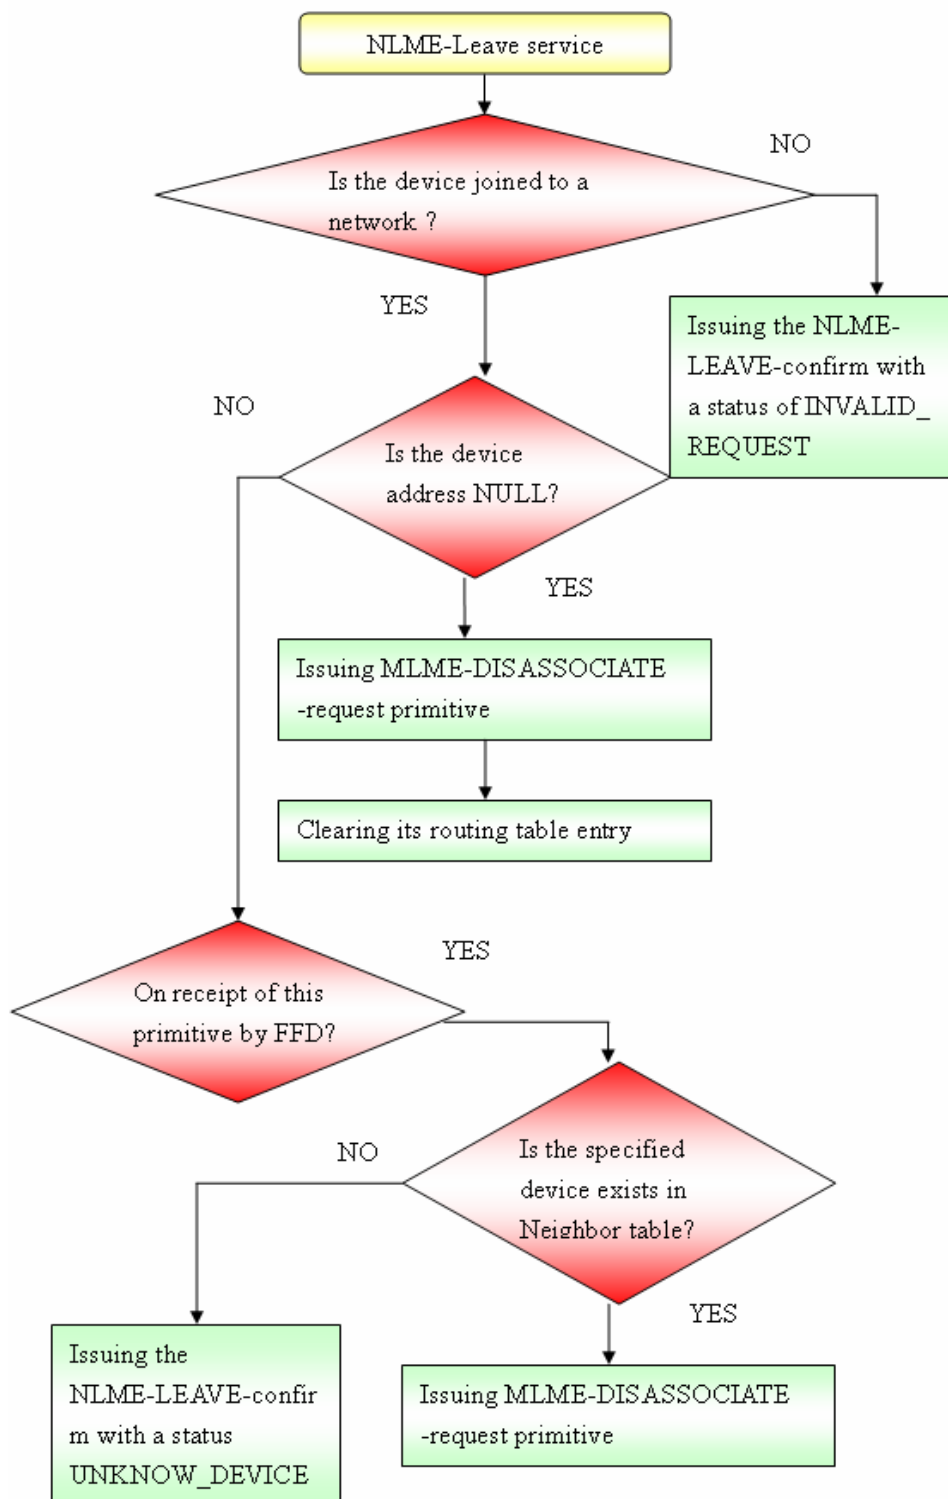 NLME-Leave service
NO
Is the device joined to a
network ?
YES
Issuing the NLME-
LEAVE-confirm with
a status of INVALID_
REQUEST
NO
Is the device
address NULL?
YES
Issuing MLME-DISASSOCIATE
-request primitive
Clearing its routing table entry
YES
On receipt of this
primitive by FFD?
NO
Is the specified
device exists in
Neighbor table?
YES
Issuing the
NLME-LEAVE-confir
m with a status
UNKNOW_DEVICE
Issuing MLME-DISASSOCIATE
-request primitive